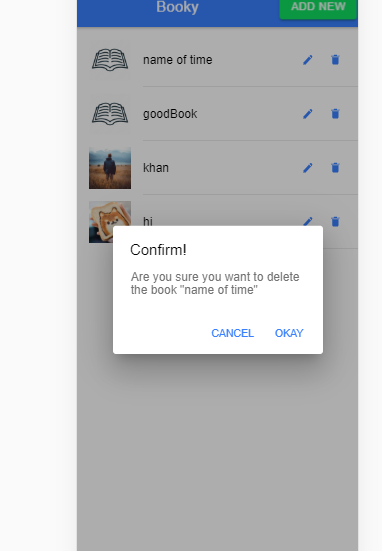 Booky
ADD NEW
name of time
goodBook
khan
hi
Confirm!
Are you sure you want to delete
the book "name of time"
CANCEL
OKAY